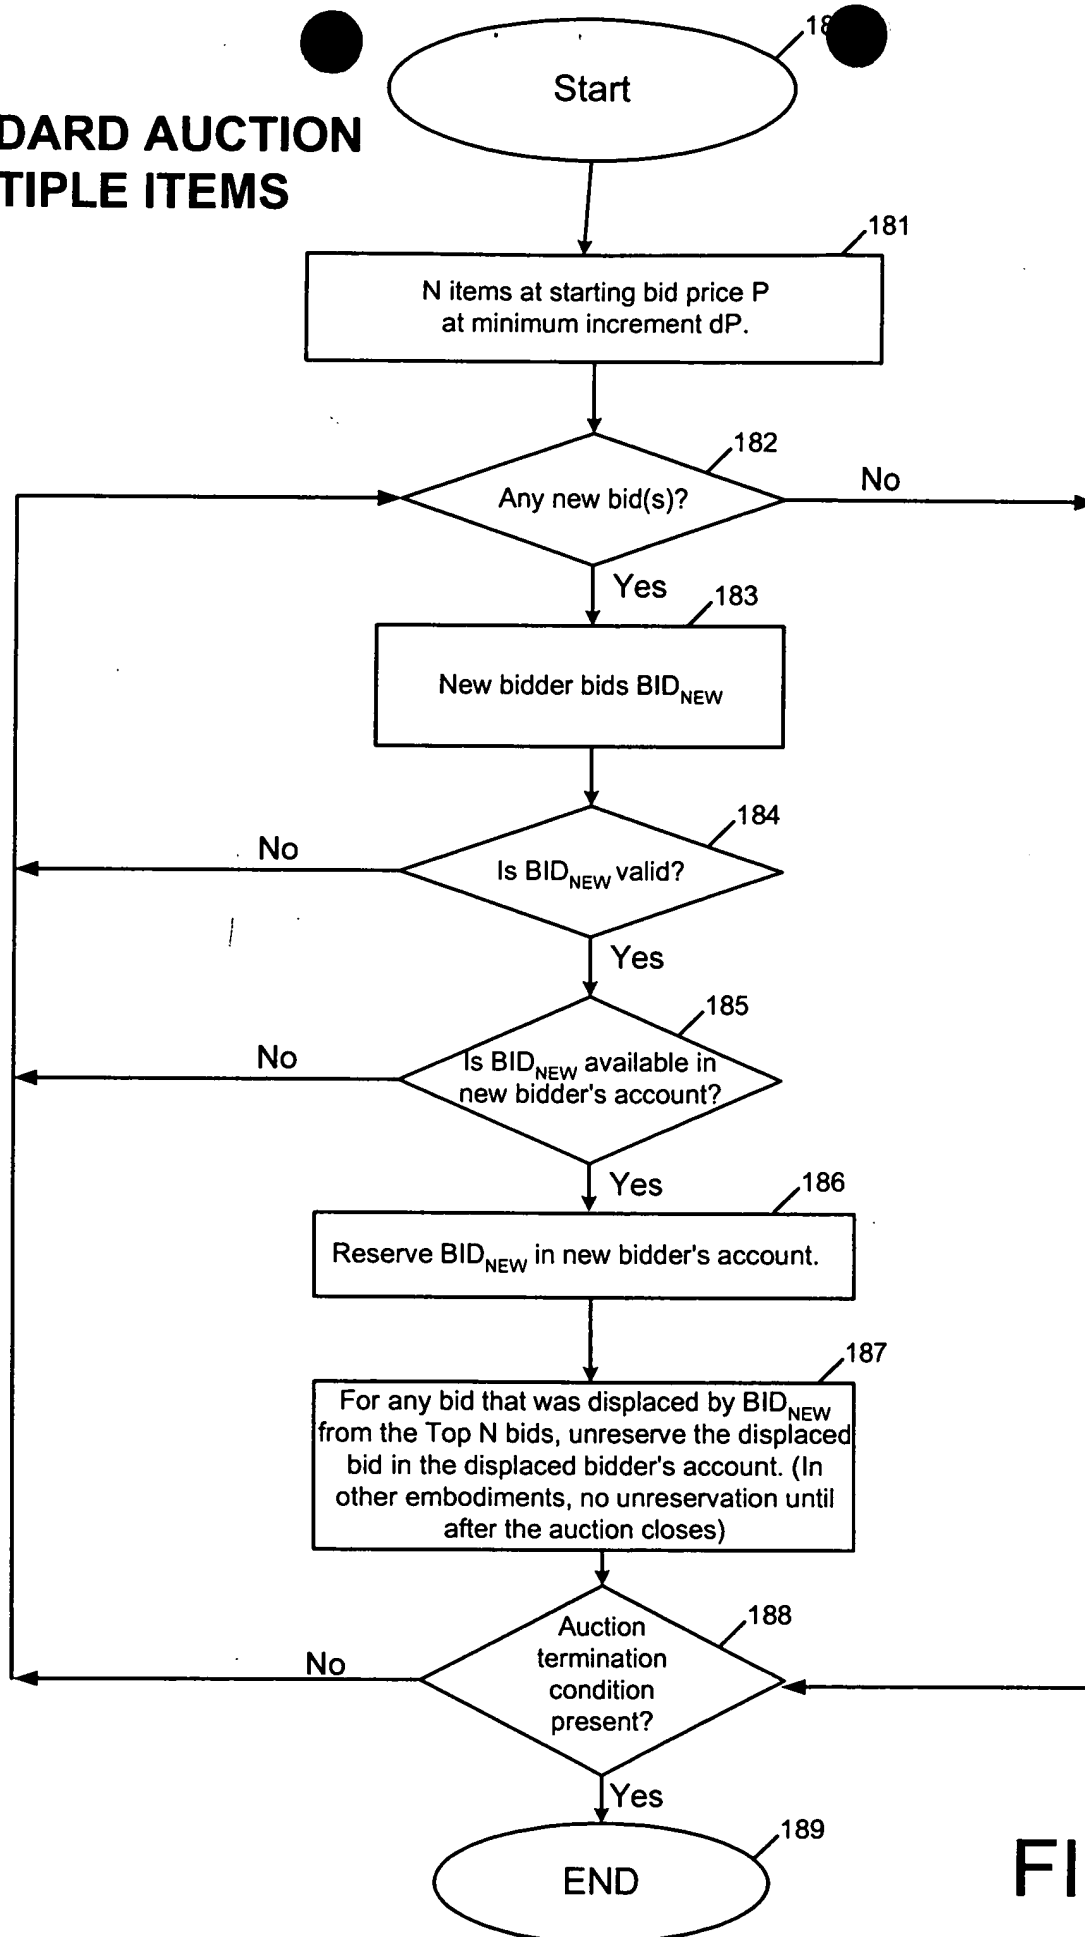 Start
DARD AUCTION
TIPLE ITEMS
181
N items at starting bid price P
at minimum increment dP.
182
Any new bid(s)?
No
Yes
183
New bidder bids BIDNEW
184
No
Is BIDNEW valid?
Yes
185
No
Is BIDNEW available in
new bidder's account?
Yes
186
Reserve BIDNEW in new bidder's account.
187
For any bid that was displaced by BIDNEW
from the Top N bids, unreserve the displaced
bid in the displaced bidder's account. (In
other embodiments, no unreservation until
after the auction closes)
188
Auction
termination
condition
present?
No
Yes
189
END
FI